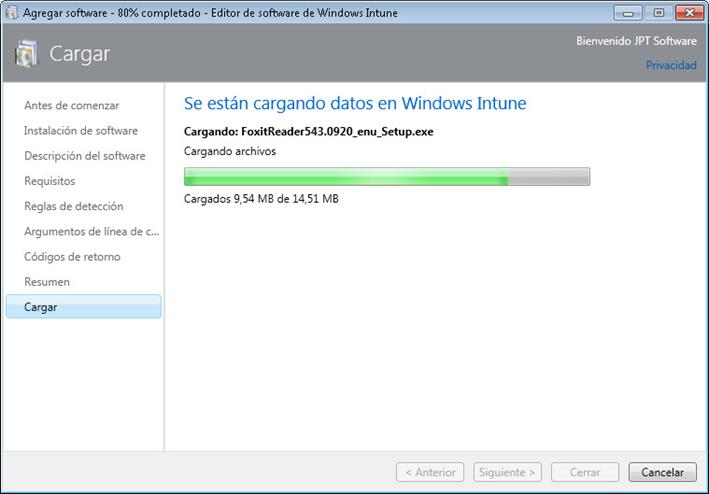 Agregar software - 80% completado - Editor de software de Windows Intune
Cargar
Bienvenido JPT Software
Privacidad
Antes de comenzar
Instalación de software
Descripción del software
Requisitos
Reglas de detección
Argumentos de línea de c...
Códigos de retorno
Resumen
Cargar
Se están cargando datos en Windows Intune
Cargando: FoxitReader543.0920_enu_Setup.exe
Cargando archivos
Cargados 9,54 MB de 14,51 MB
< Anterior
Siguiente >
Cerrar
Cancelar